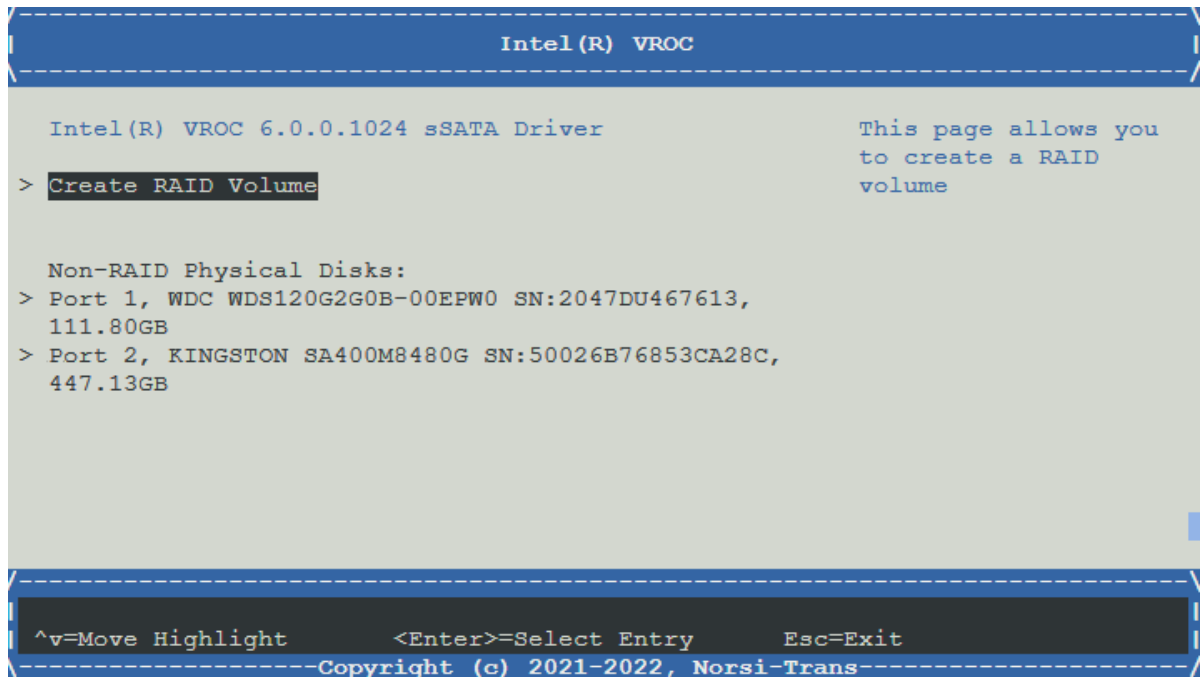 Intel(R) VROC
Intel(R) VROC 6.0.0.1024 sSATA Driver
This page allows you
to create a RAID
volume
> Create RAID Volume
Non-RAID Physical Disks:
> Port 1, WDC WDS120G2G0B-00EPW0 SN:2047DU467613,
111.80GB
> Port 2, KINGSTON SA400M8480G SN:50026B76853CA28C,
447.13GB
^v=Move Highlight <Enter>=Select Entry Esc=Exit
Copyright (c) 2021-2022, Norsi-Trans